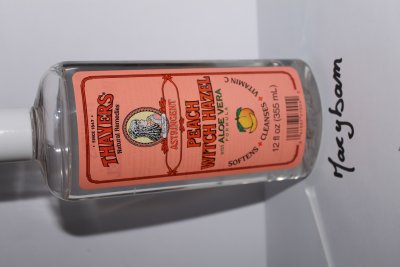 • SINCE 1847 •
THAYERS®
Natural Remedies
ASTRINGENT
PEACH
WITCH HAZEL
with ALOE VERA
FORMULA
SOFTENS • CLEANSES • VITAMIN C
12 fl oz (355 mL)
Marybam